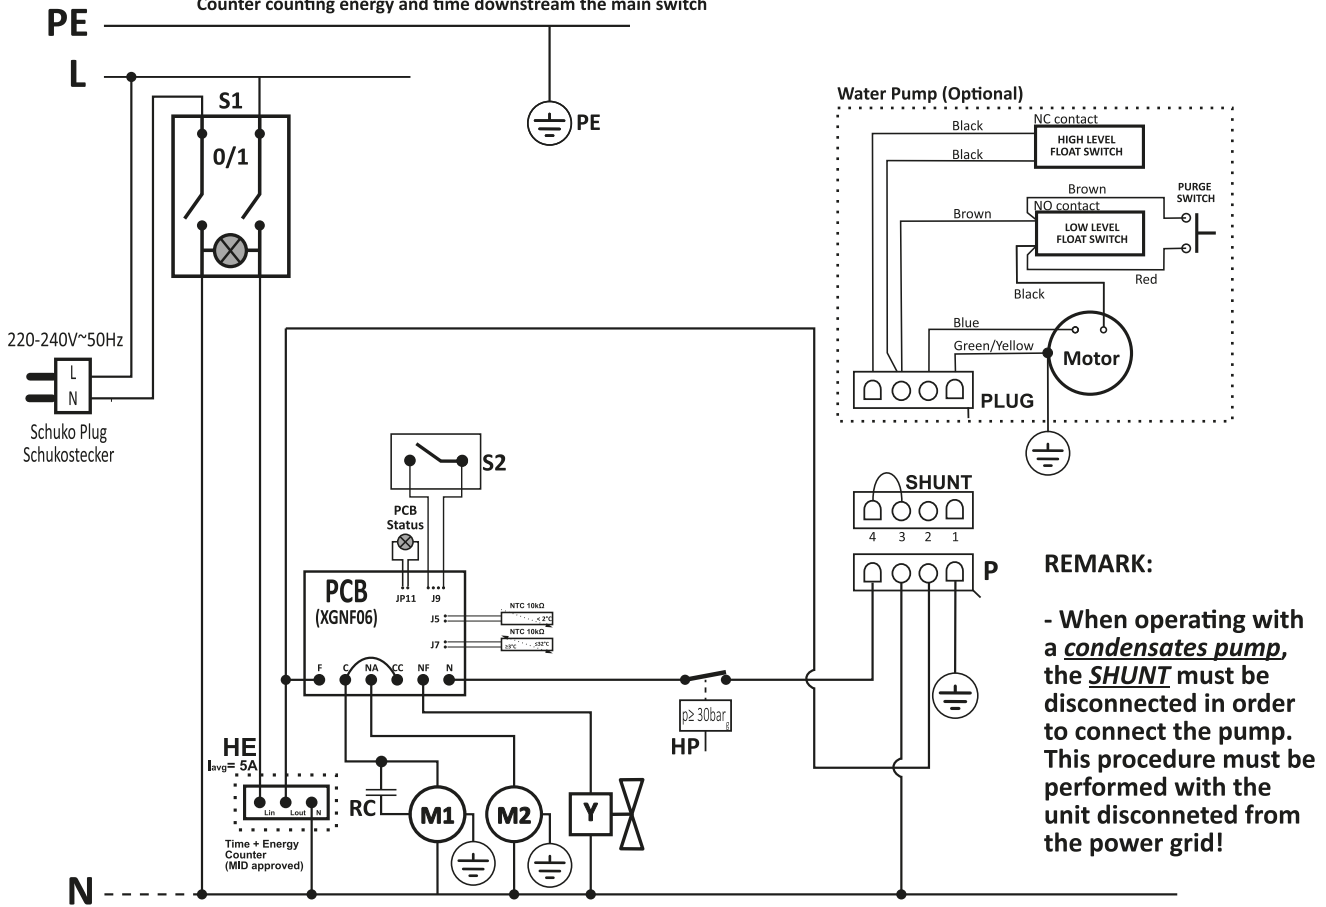 Counter counting energy and time downstream the main switch
PE
L
S1
0/1
PE
220-240V~50Hz
L
N
Schuko Plug
Schukostecker
Water Pump (Optional)
NC contact
Black
HIGH LEVEL
FLOAT SWITCH
Black
Brown
PURGE
SWITCH
NO contact
Brown
LOW LEVEL
FLOAT SWITCH
Red
Black
Blue
Green/Yellow
Motor
PLUG
S2
PCB
Status
SHUNT
4 3 2 1
P
PCB
(XGNF06)
JP11
J9
J5
NTC 10kΩ
< 2°C
J7
NTC 10kΩ
≥3°C
≤32°C
F C NA CC NF N
p≥ 30bar
HP
HE
Iavg= 5A
Lin Lout N
Time + Energy
Counter
(MID approved)
RC
M1
M2
Y
N
REMARK:
- When operating with
a condensates pump,
the SHUNT must be
disconnected in order
to connect the pump.
This procedure must be
performed with the
unit disconneted from
the power grid!